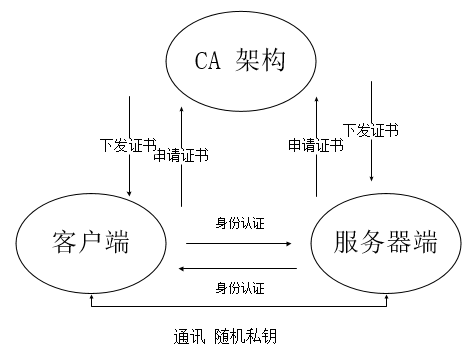 CA 架构
下发证书
申请证书
申请证书
下发证书
客户端
身份认证
服务器端
身份认证
通讯 随机私钥